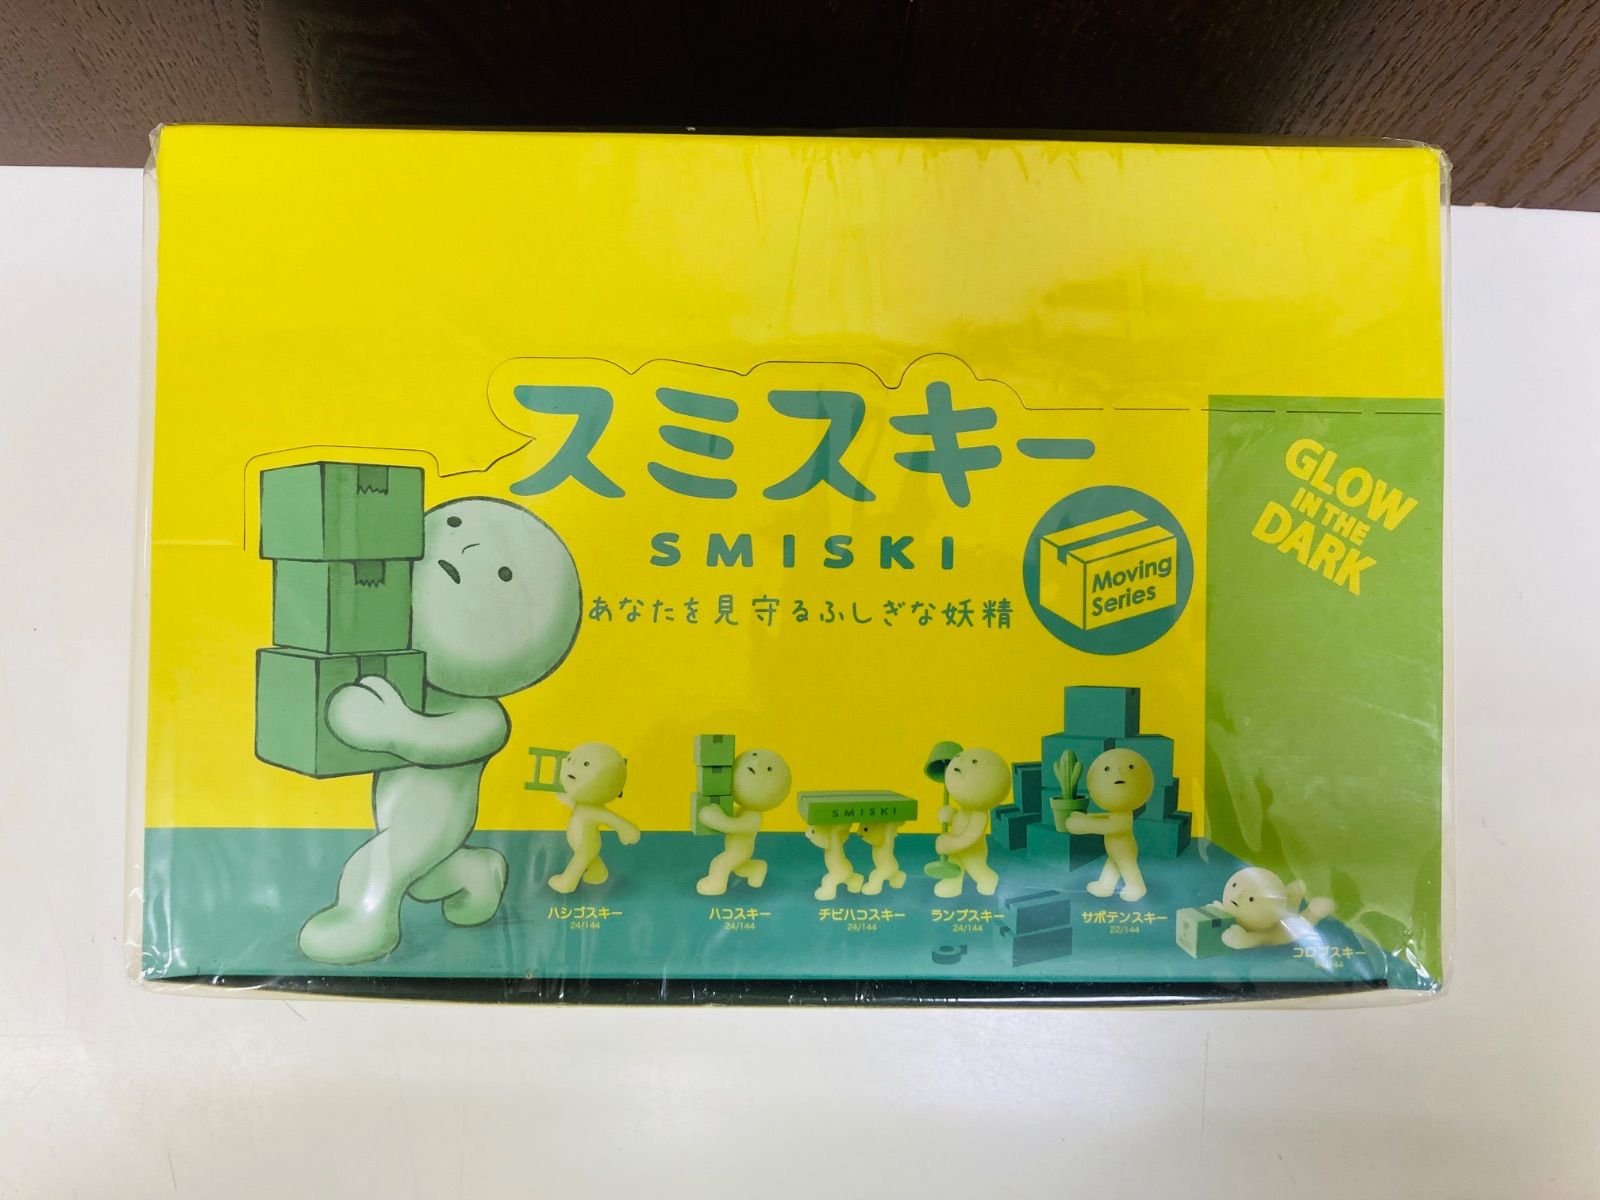 スミスキー
SMISKI
あなたを見守るふしぎな妖精
Moving
Series
GLOW
IN THE
DARK
SMISKI
ハシゴスキー
24/144
ハコスキー
24/144
チビハコスキー
24/144
ランプスキー
24/144
サボテンスキー
22/144
コロブスキー